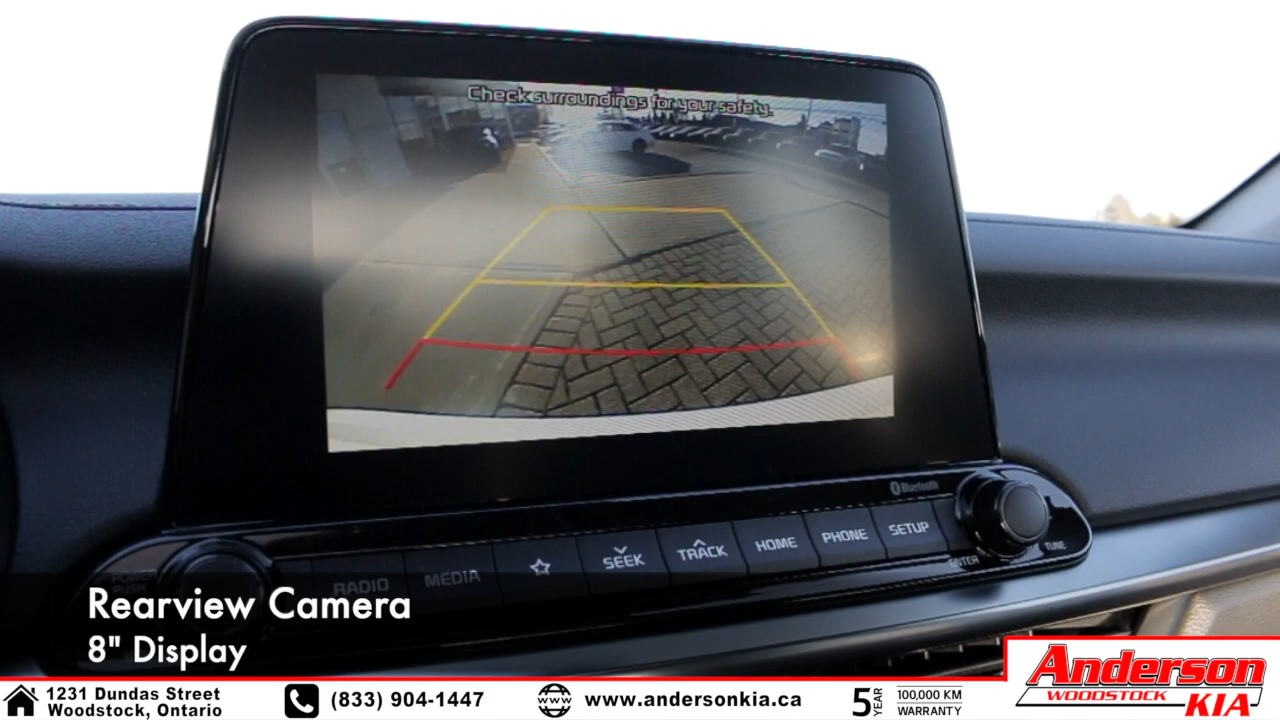 Check surroundings for your safety.
Bluetooth
POWER
RADIO
MEDIA
SEEK
TRACK
HOME
PHONE
SETUP
ENTER
TUNE
Rearview Camera
8" Display
1231 Dundas Street
Woodstock, Ontario
(833) 904-1447
WWW
www.andersonkia.ca
5 YEAR
100,000 KM
WARRANTY
Anderson
WOODSTOCK
KIA